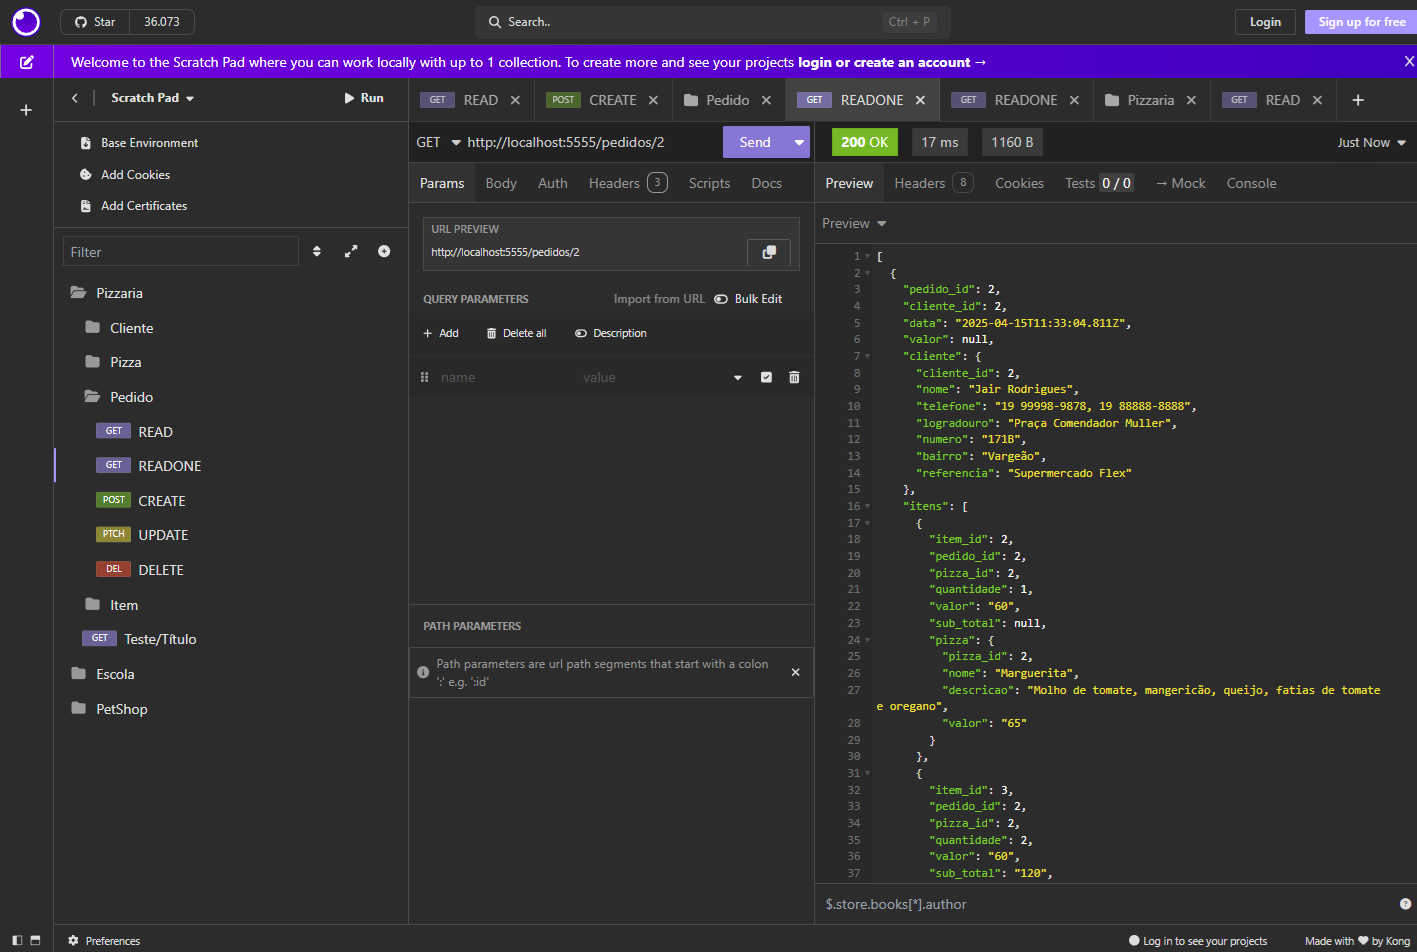 Star 36.073 Search.. Ctrl + P Login Sign up for free
Welcome to the Scratch Pad where you can work locally with up to 1 collection. To create more and see your projects login or create an account → X
Scratch Pad Run
Base Environment
Add Cookies
Add Certificates
Filter
Pizzaria
Cliente
Pizza
Pedido
GET READ
GET READONE
POST CREATE
PTCH UPDATE
DEL DELETE
Item
GET Teste/Título
Escola
PetShop
GET READ POST CREATE Pedido GET READONE GET READONE Pizzaria GET READ
GET http://localhost:5555/pedidos/2 Send
Params Body Auth Headers 3 Scripts Docs
URL PREVIEW
http://localhost:5555/pedidos/2
QUERY PARAMETERS Import from URL Bulk Edit
Add Delete all Description
name value
PATH PARAMETERS
Path parameters are url path segments that start with a colon
':' e.g. ':id'
200 OK 17 ms 1160 B Just Now
Preview Headers 8 Cookies Tests 0 / 0 → Mock Console
Preview
1 [
2 {
3 "pedido_id": 2,
4 "cliente_id": 2,
5 "data": "2025-04-15T11:33:04.811Z",
6 "valor": null,
7 "cliente": {
8 "cliente_id": 2,
9 "nome": "Jair Rodrigues",
10 "telefone": "19 99998-9878, 19 88888-8888",
11 "logradouro": "Praça Comendador Muller",
12 "numero": "171B",
13 "bairro": "Vargeão",
14 "referencia": "Supermercado Flex"
15 },
16 "itens": [
17 {
18 "item_id": 2,
19 "pedido_id": 2,
20 "pizza_id": 2,
21 "quantidade": 1,
22 "valor": "60",
23 "sub_total": null,
24 "pizza": {
25 "pizza_id": 2,
26 "nome": "Marguerita",
27 "descricao": "Molho de tomate, mangericão, queijo, fatias de tomate
e oregano",
28 "valor": "65"
29 }
30 },
31 {
32 "item_id": 3,
33 "pedido_id": 2,
34 "pizza_id": 2,
35 "quantidade": 2,
36 "valor": "60",
37 "sub_total": "120",
$.store.books[*].author
Preferences Log in to see your projects Made with ♥ by Kong